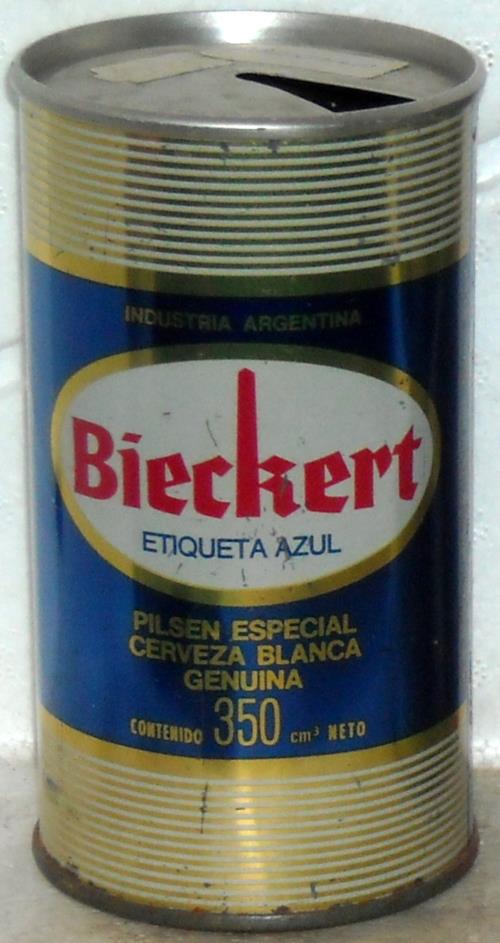 INDUSTRIA ARGENTINA
Bieckert
ETIQUETA AZUL
PILSEN ESPECIAL
CERVEZA BLANCA
GENUINA
CONTENIDO 350 cm³ NETO